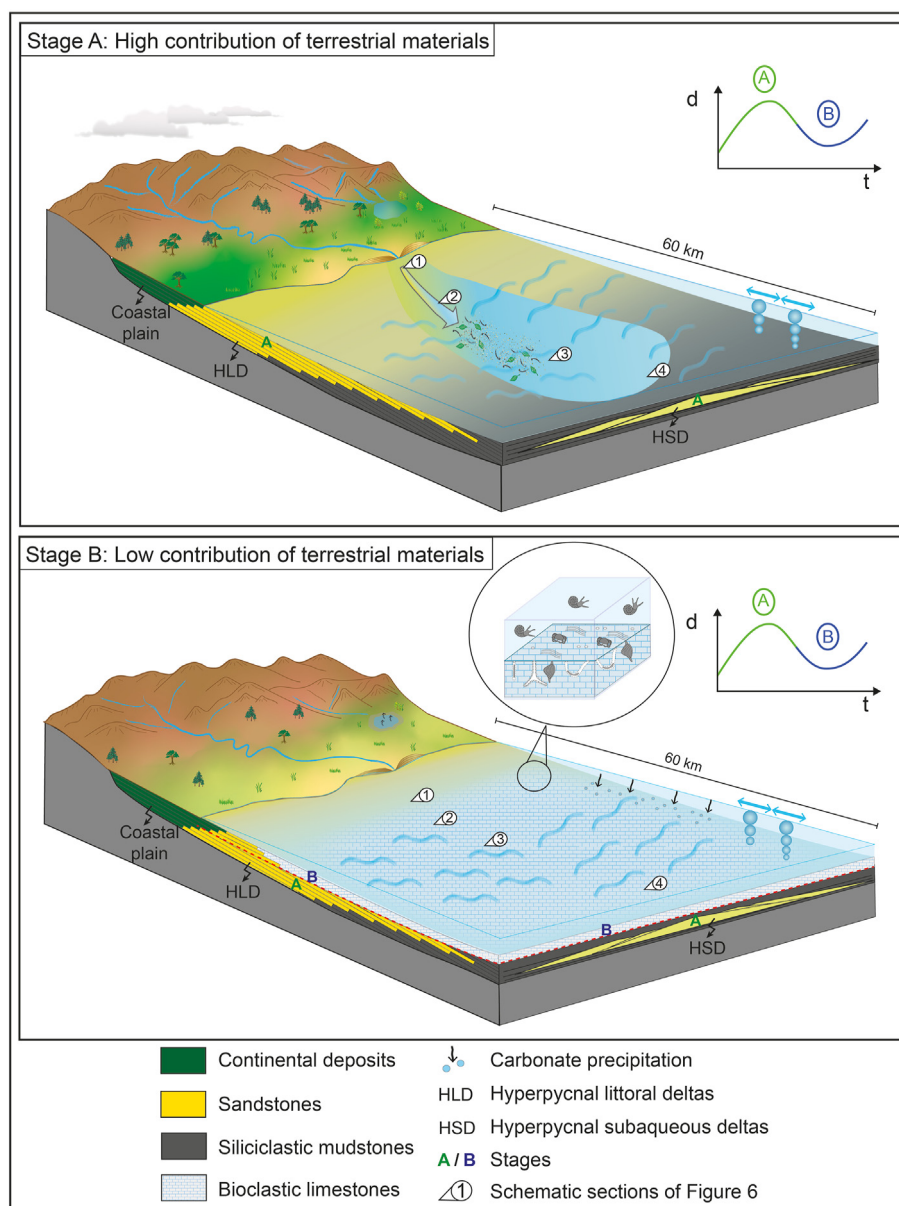 Stage A: High contribution of terrestrial materials
d
A
B
t
60 km
1
2
3
4
Coastal
plain
A
HLD
A
HSD
Stage B: Low contribution of terrestrial materials
d
A
B
t
60 km
1
2
3
4
Coastal
plain
B
A
HLD
B
A
HSD
Continental deposits
Sandstones
Siliciclastic mudstones
Bioclastic limestones
Carbonate precipitation
HLD Hyperpycnal littoral deltas
HSD Hyperpycnal subaqueous deltas
A / B Stages
1 Schematic sections of Figure 6